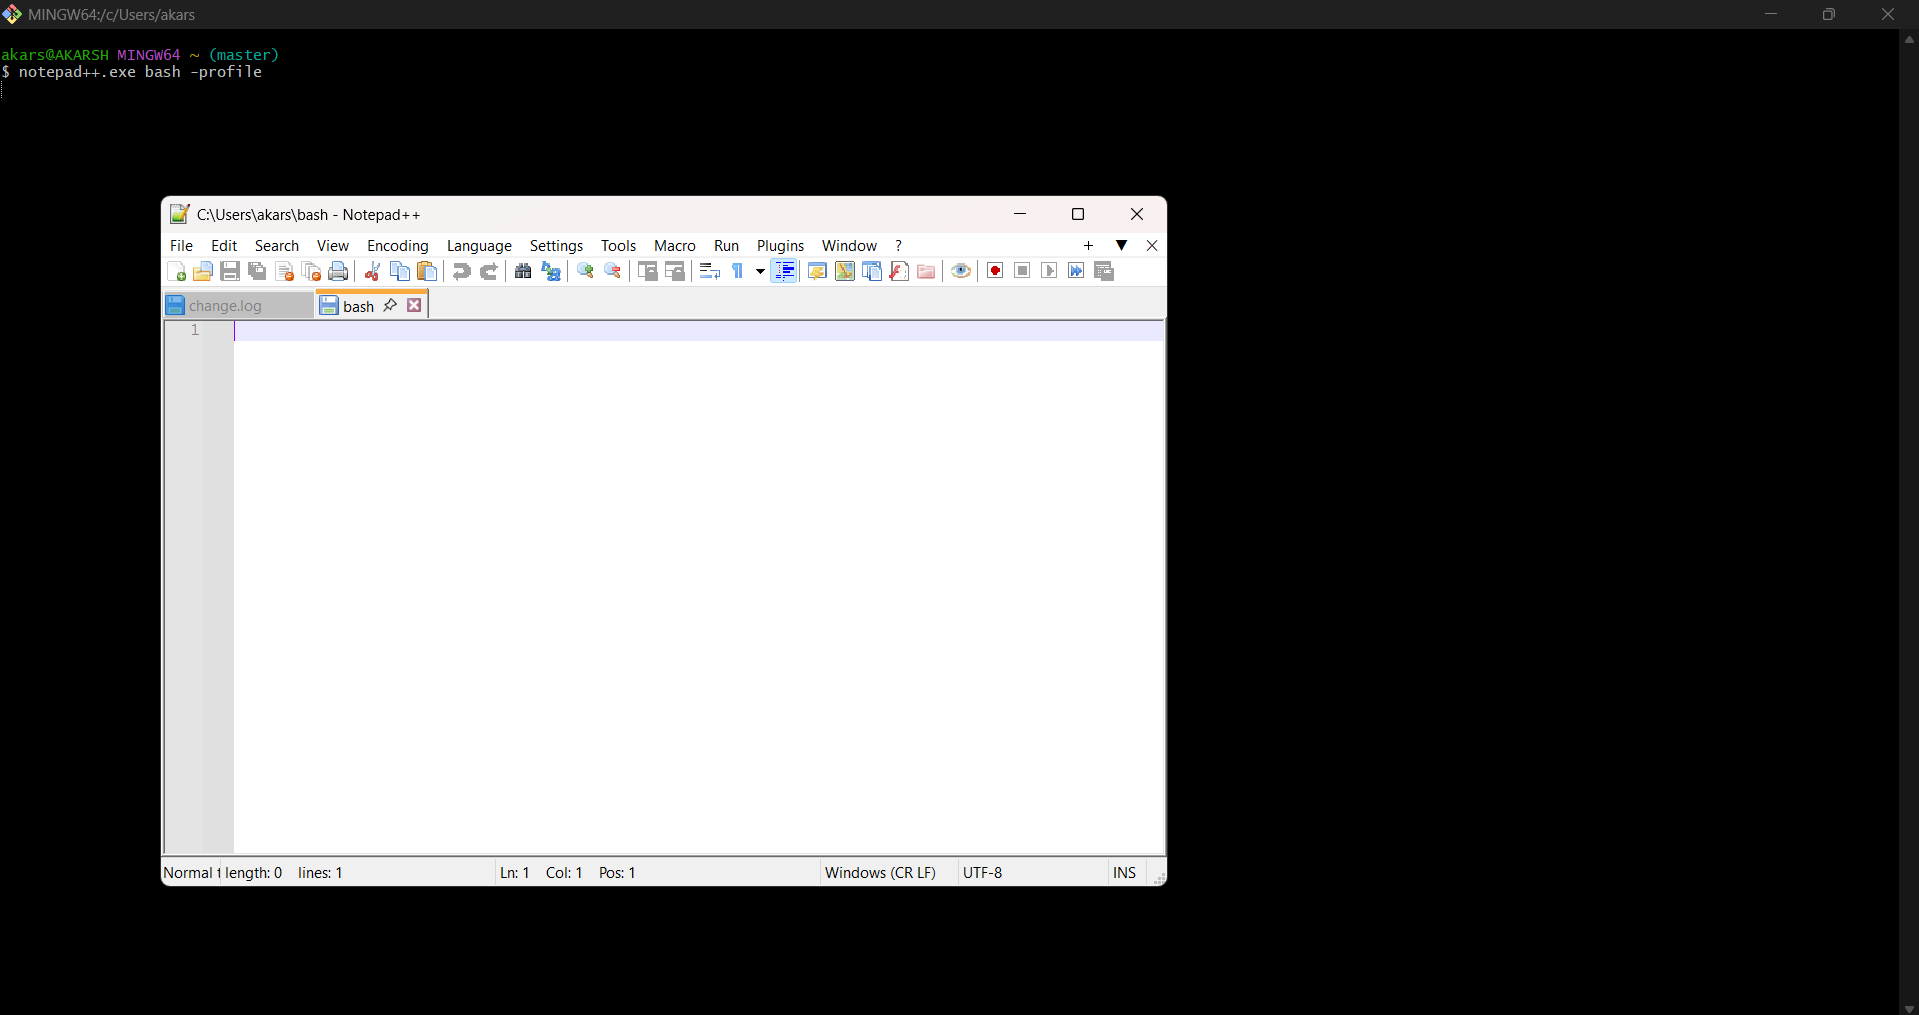 MINGW64:/c/Users/akars
akars@AKARSH MINGW64 ~ (master)
$ notepad++.exe bash -profile
C:\Users\akars\bash - Notepad++
File Edit Search View Encoding Language Settings Tools Macro Run Plugins Window ?
change.log bash
1
Normal t length: 0 lines: 1 Ln: 1 Col: 1 Pos: 1 Windows (CR LF) UTF-8 INS